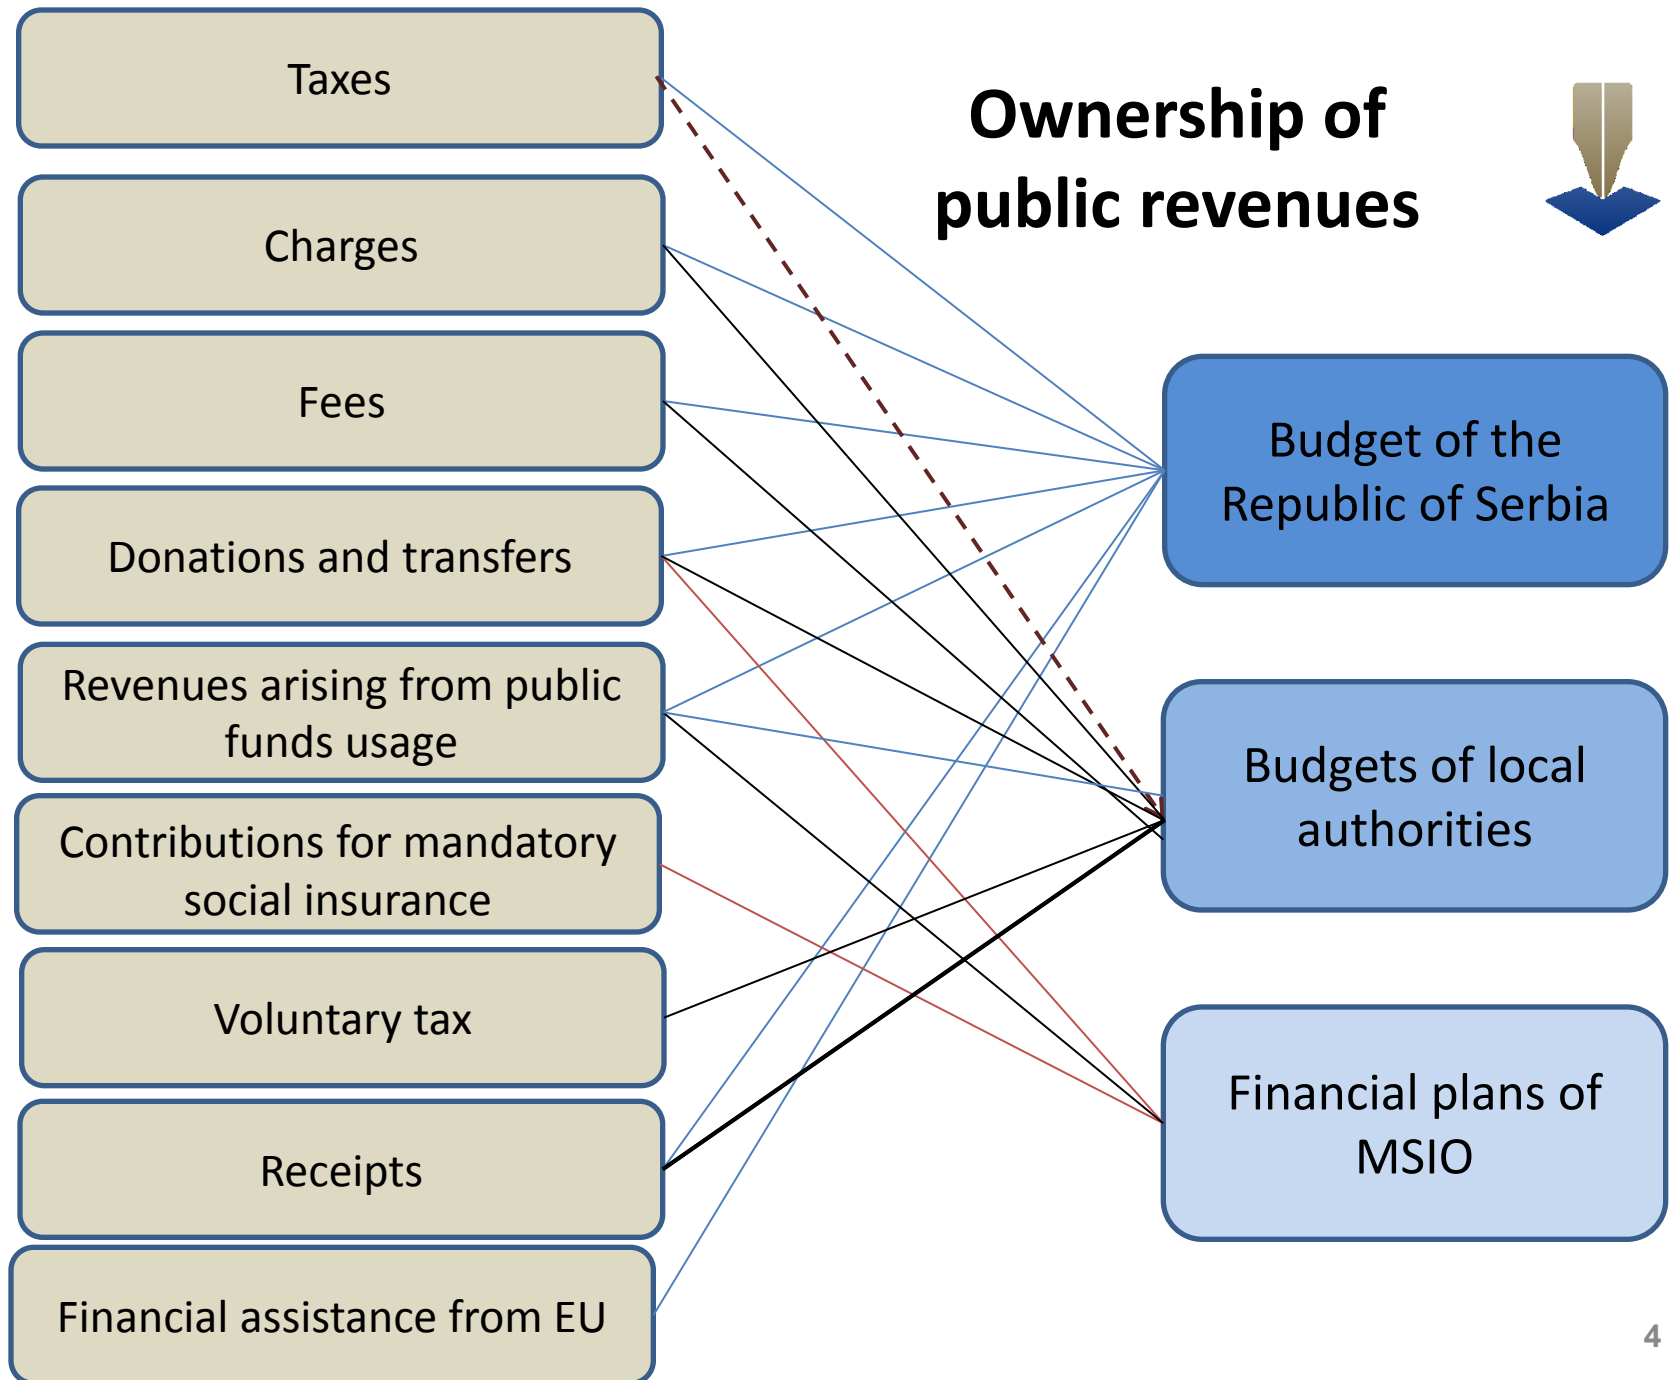 Ownership of
public revenues
Taxes
Charges
Fees
Donations and transfers
Revenues arising from public
funds usage
Contributions for mandatory
social insurance
Voluntary tax
Receipts
Financial assistance from EU
Budget of the
Republic of Serbia
Budgets of local
authorities
Financial plans of
MSIO
4